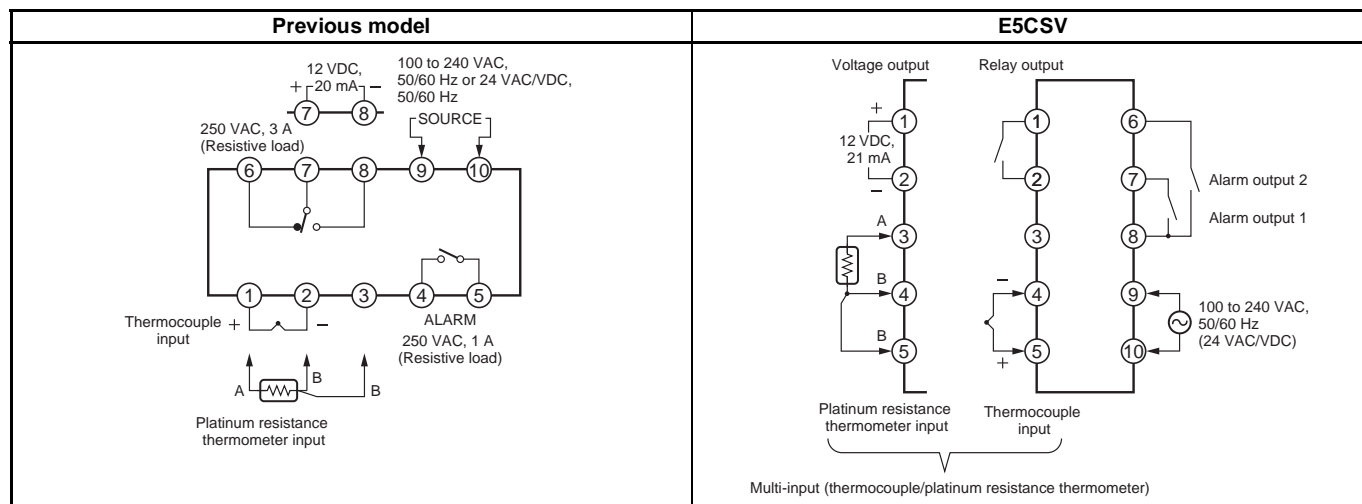 Previous model
E5CSV
12 VDC,
20 mA
+
−
7
8
100 to 240 VAC,
50/60 Hz or 24 VAC/VDC,
50/60 Hz
SOURCE
250 VAC, 3 A
(Resistive load)
6
7
8
9
10
1
2
3
4
5
Thermocouple
input
+
−
ALARM
250 VAC, 1 A
(Resistive load)
A
B
B
Platinum resistance
thermometer input
Voltage output
Relay output
+
1
12 VDC,
21 mA
2
−
A
3
B
4
B
5
1
2
3
−
4
5
+
6
7
8
9
10
Alarm output 2
Alarm output 1
100 to 240 VAC,
50/60 Hz
(24 VAC/VDC)
Platinum resistance
thermometer input
Thermocouple
input
Multi-input (thermocouple/platinum resistance thermometer)